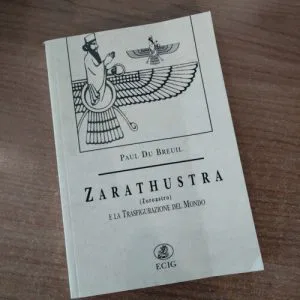 PAUL DU BREUIL
ZARATHUSTRA
(Zoroastro)
E LA TRASFIGURAZIONE DEL MONDO
ECIG